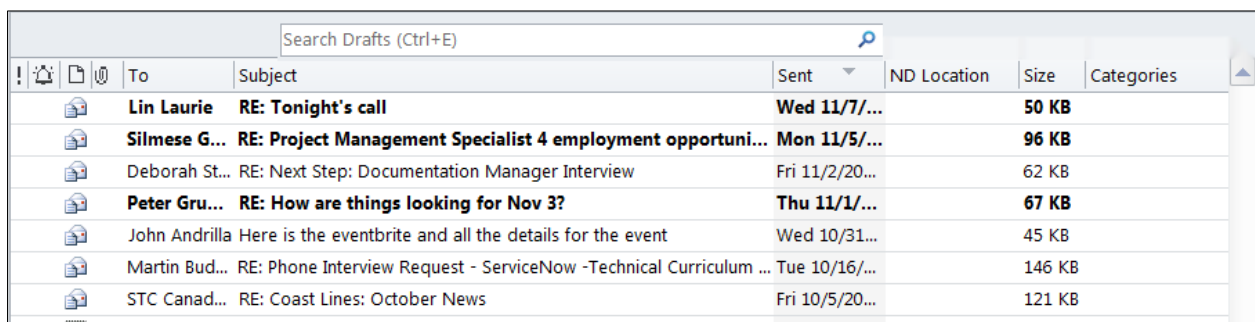 Search Drafts (Ctrl+E)
! To Subject Sent ND Location Size Categories
Lin Laurie RE: Tonight's call Wed 11/7/... 50 KB
Silmese G... RE: Project Management Specialist 4 employment opportuni... Mon 11/5/... 96 KB
Deborah St... RE: Next Step: Documentation Manager Interview Fri 11/2/20... 62 KB
Peter Gru... RE: How are things looking for Nov 3? Thu 11/1/... 67 KB
John Andrilla Here is the eventbrite and all the details for the event Wed 10/31... 45 KB
Martin Bud... RE: Phone Interview Request - ServiceNow -Technical Curriculum ... Tue 10/16/... 146 KB
STC Canad... RE: Coast Lines: October News Fri 10/5/20... 121 KB